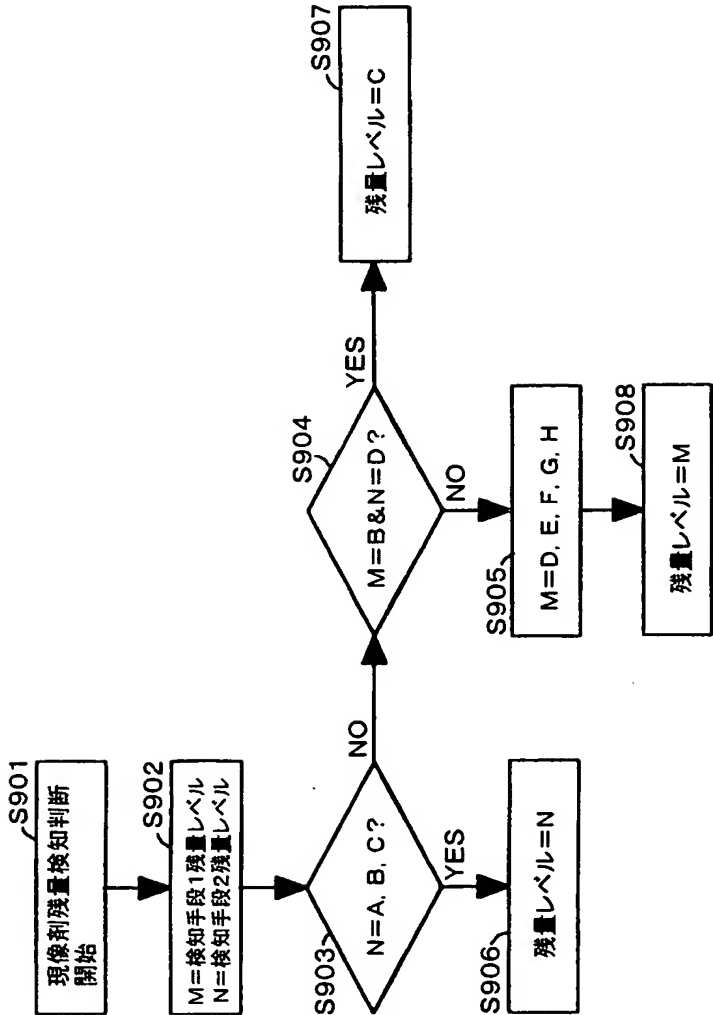 S901
現像剤残量検知判断
開始
S902
M=検知手段1残量レベル
N=検知手段2残量レベル
S903
N=A, B, C?
NO
YES
S906
残量レベル=N
S904
M=B&N=D?
YES
NO
S907
残量レベル=C
S905
M=D, E, F, G, H
S908
残量レベル=M